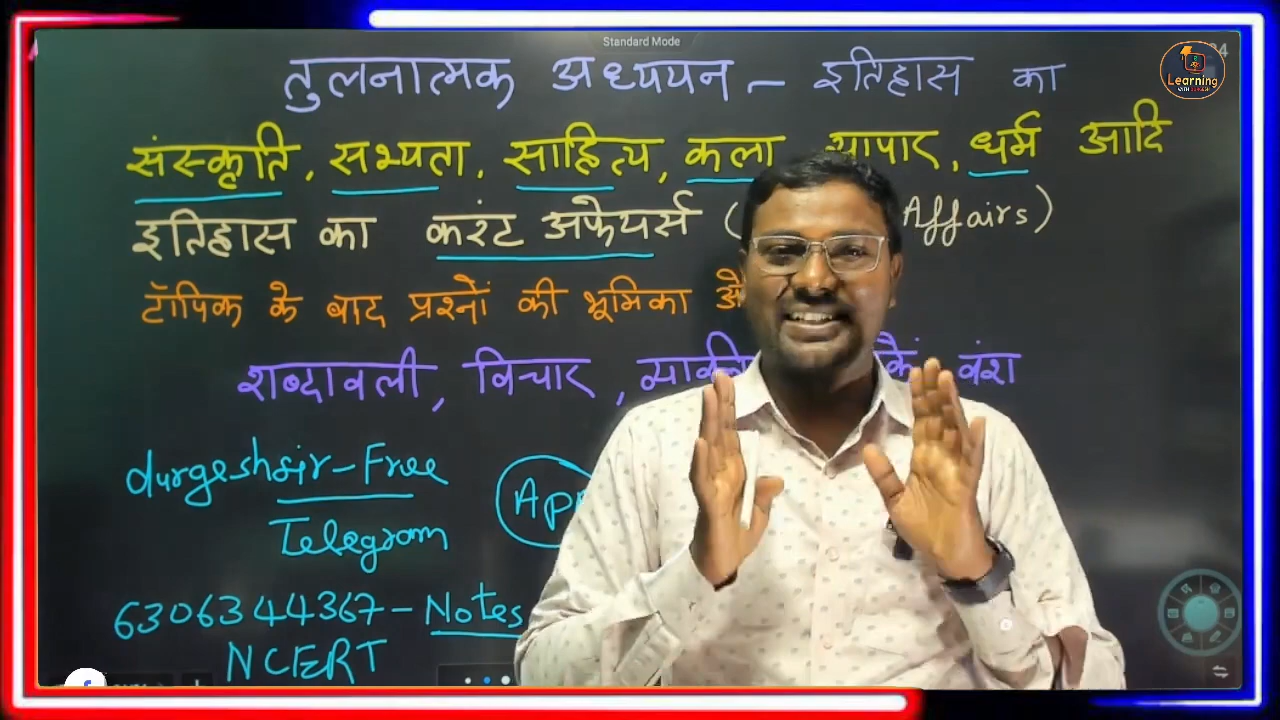 Standard Mode
Learning
तुलनात्मक अध्ययन – इतिहास का
संस्कृति, सभ्यता, साहित्य, कला व्यापार, धर्म आदि
इतिहास का करंट अफेयर्स ( Affairs)
टॉपिक के बाद प्रश्नों की भूमिका
शब्दावली, विचार, वंश
durgeshsir-Free
Telegram
6306344367 – Notes
NCERT